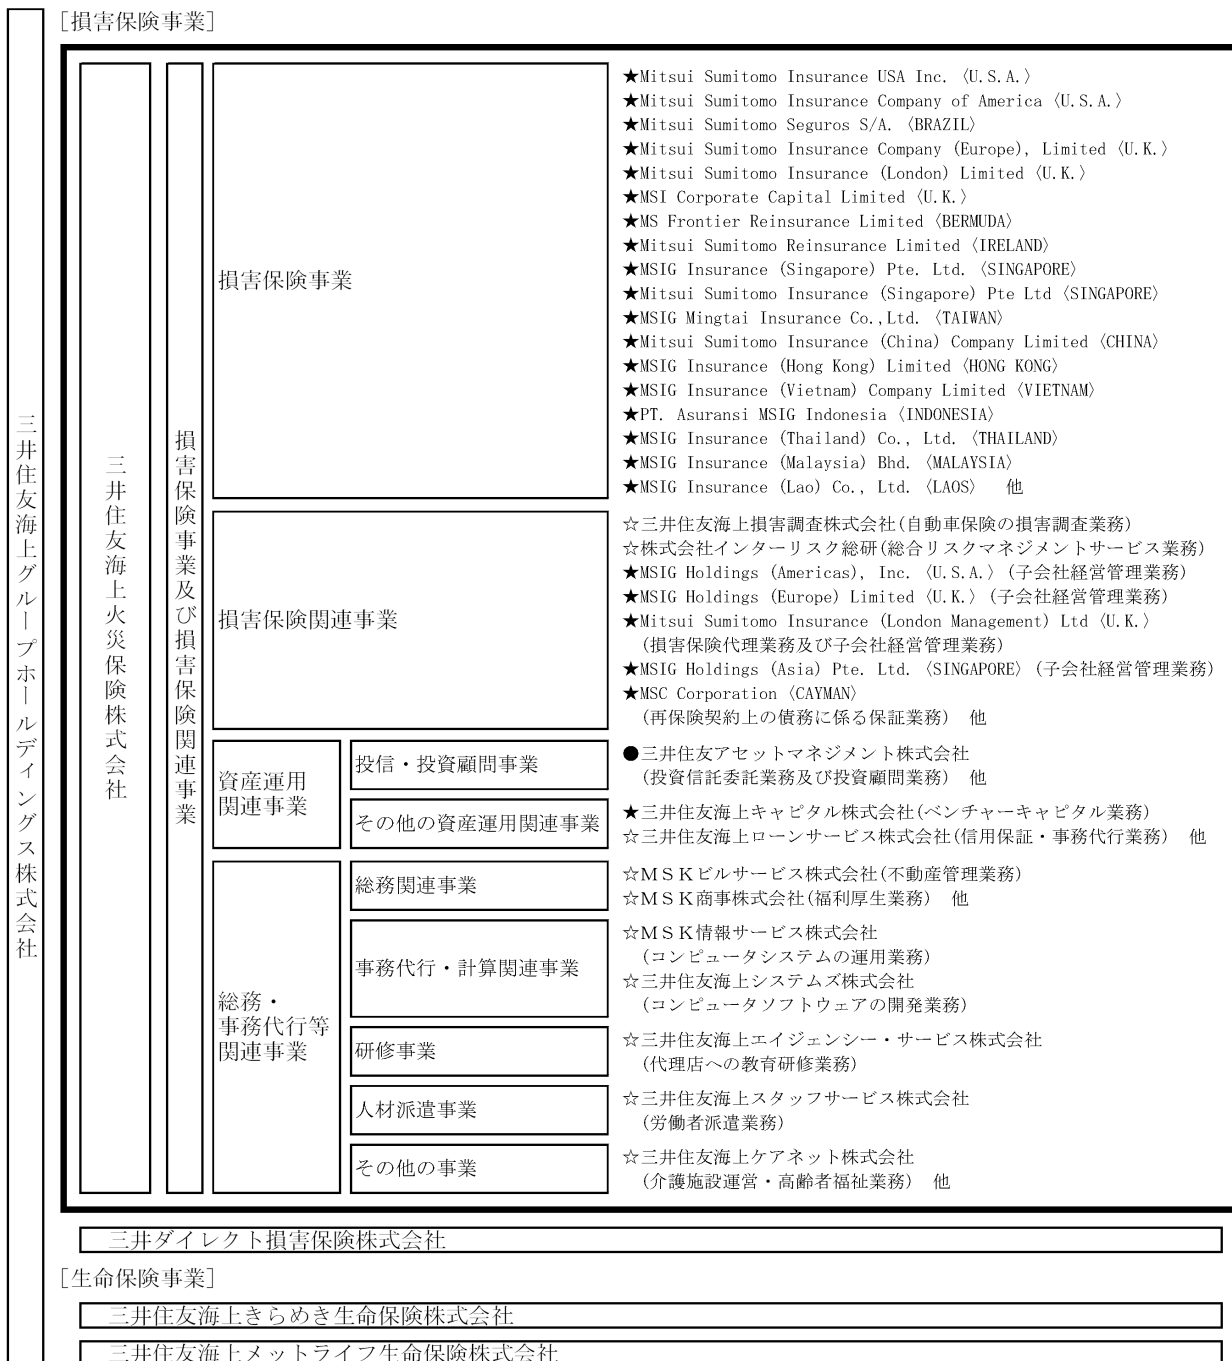 [損害保険事業]
三井住友海上グループホールディングス株式会社
三井住友海上火災保険株式会社
損害保険事業及び損害保険関連事業
損害保険事業
★Mitsui Sumitomo Insurance USA Inc. 〈U.S.A.〉
★Mitsui Sumitomo Insurance Company of America 〈U.S.A.〉
★Mitsui Sumitomo Seguros S/A. 〈BRAZIL〉
★Mitsui Sumitomo Insurance Company (Europe), Limited 〈U.K.〉
★Mitsui Sumitomo Insurance (London) Limited 〈U.K.〉
★MSI Corporate Capital Limited 〈U.K.〉
★MS Frontier Reinsurance Limited 〈BERMUDA〉
★Mitsui Sumitomo Reinsurance Limited 〈IRELAND〉
★MSIG Insurance (Singapore) Pte. Ltd. 〈SINGAPORE〉
★Mitsui Sumitomo Insurance (Singapore) Pte Ltd 〈SINGAPORE〉
★MSIG Mingtai Insurance Co.,Ltd. 〈TAIWAN〉
★Mitsui Sumitomo Insurance (China) Company Limited 〈CHINA〉
★MSIG Insurance (Hong Kong) Limited 〈HONG KONG〉
★MSIG Insurance (Vietnam) Company Limited 〈VIETNAM〉
★PT. Asuransi MSIG Indonesia 〈INDONESIA〉
★MSIG Insurance (Thailand) Co., Ltd. 〈THAILAND〉
★MSIG Insurance (Malaysia) Bhd. 〈MALAYSIA〉
★MSIG Insurance (Lao) Co., Ltd. 〈LAOS〉 他
損害保険関連事業
☆三井住友海上損害調査株式会社(自動車保険の損害調査業務)
☆株式会社インターリスク総研(総合リスクマネジメントサービス業務)
★MSIG Holdings (Americas), Inc. 〈U.S.A.〉(子会社経営管理業務)
★MSIG Holdings (Europe) Limited 〈U.K.〉(子会社経営管理業務)
★Mitsui Sumitomo Insurance (London Management) Ltd 〈U.K.〉
(損害保険代理業務及び子会社経営管理業務)
★MSIG Holdings (Asia) Pte. Ltd. 〈SINGAPORE〉(子会社経営管理業務)
★MSC Corporation 〈CAYMAN〉
(再保険契約上の債務に係る保証業務) 他
資産運用
関連事業
投信・投資顧問事業
●三井住友アセットマネジメント株式会社
(投資信託委託業務及び投資顧問業務) 他
その他の資産運用関連事業
★三井住友海上キャピタル株式会社(ベンチャーキャピタル業務)
☆三井住友海上ローンサービス株式会社(信用保証・事務代行業務) 他
総務・
事務代行等
関連事業
総務関連事業
☆MSKビルサービス株式会社(不動産管理業務)
☆MSK商事株式会社(福利厚生業務) 他
事務代行・計算関連事業
☆MSK情報サービス株式会社
(コンピュータシステムの運用業務)
☆三井住友海上システムズ株式会社
(コンピュータソフトウェアの開発業務)
研修事業
☆三井住友海上エイジェンシー・サービス株式会社
(代理店への教育研修業務)
人材派遣事業
☆三井住友海上スタッフサービス株式会社
(労働者派遣業務)
その他の事業
☆三井住友海上ケアネット株式会社
(介護施設運営・高齢者福祉業務) 他
三井ダイレクト損害保険株式会社
[生命保険事業]
三井住友海上きらめき生命保険株式会社
三井住友海上メットライフ生命保険株式会社